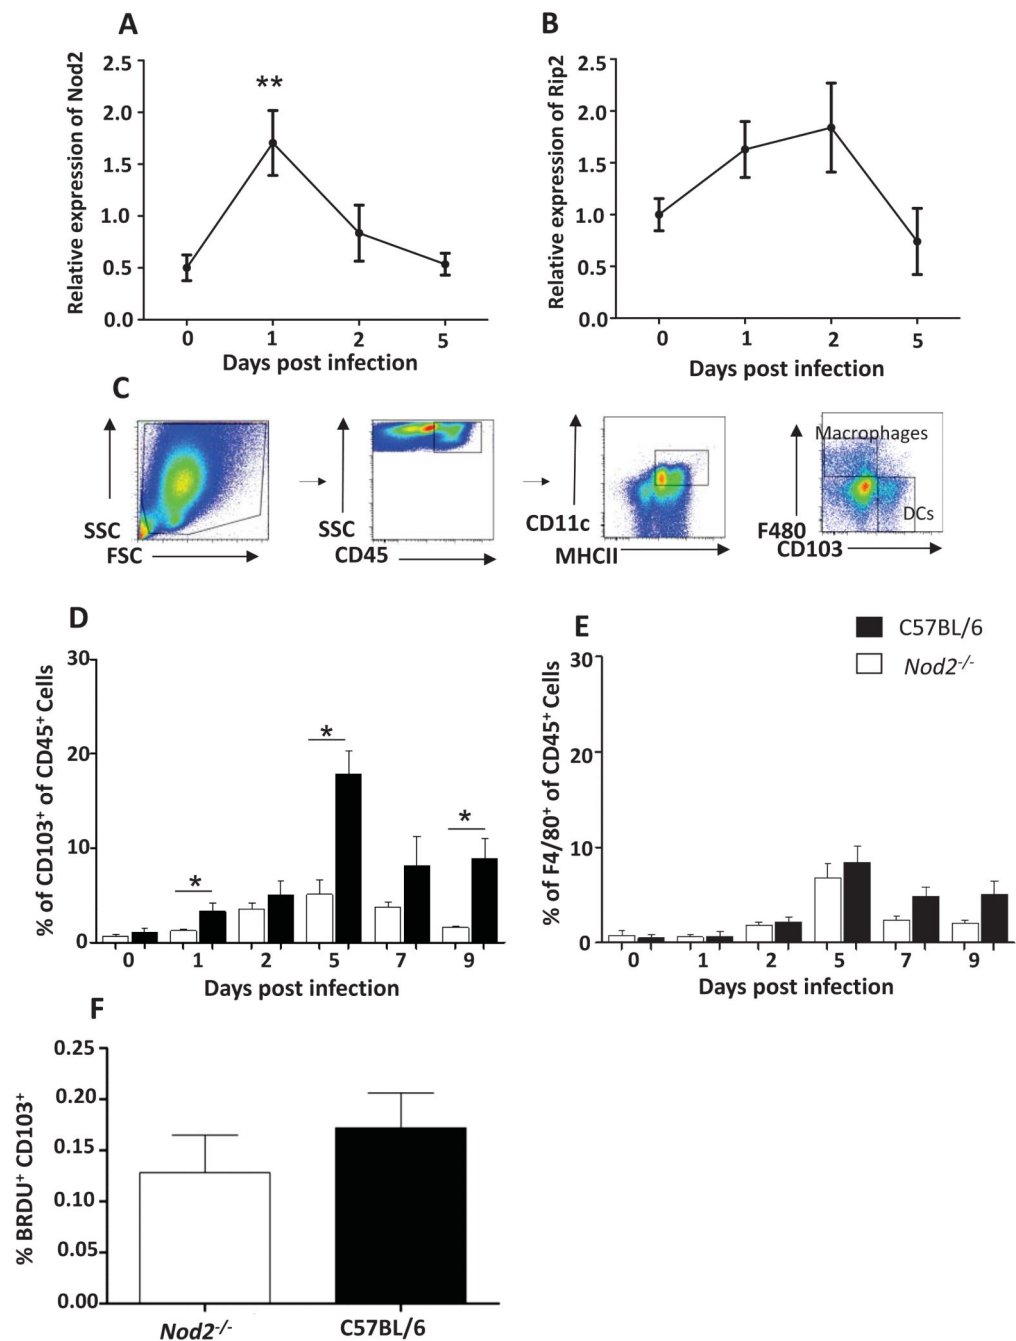 A
B
Relative expression of Nod2
2.5
2.0
1.5
1.0
0.5
0.0
**
0 1 2 5
Days post infection
Relative expression of Rip2
2.5
2.0
1.5
1.0
0.5
0.0
0 1 2 5
Days post infection
C
SSC
FSC
SSC
CD45
CD11c
MHCII
Macrophages
DCs
F480
CD103
D
% of CD103+ of CD45+ Cells
30
20
10
0
*
*
*
0 1 2 5 7 9
Days post infection
E
C57BL/6
Nod2-/-
% of F4/80+ of CD45+ Cells
30
20
10
0
0 1 2 5 7 9
Days post infection
F
% BRDU+ CD103+
0.25
0.20
0.15
0.10
0.05
0.00
Nod2-/-
C57BL/6